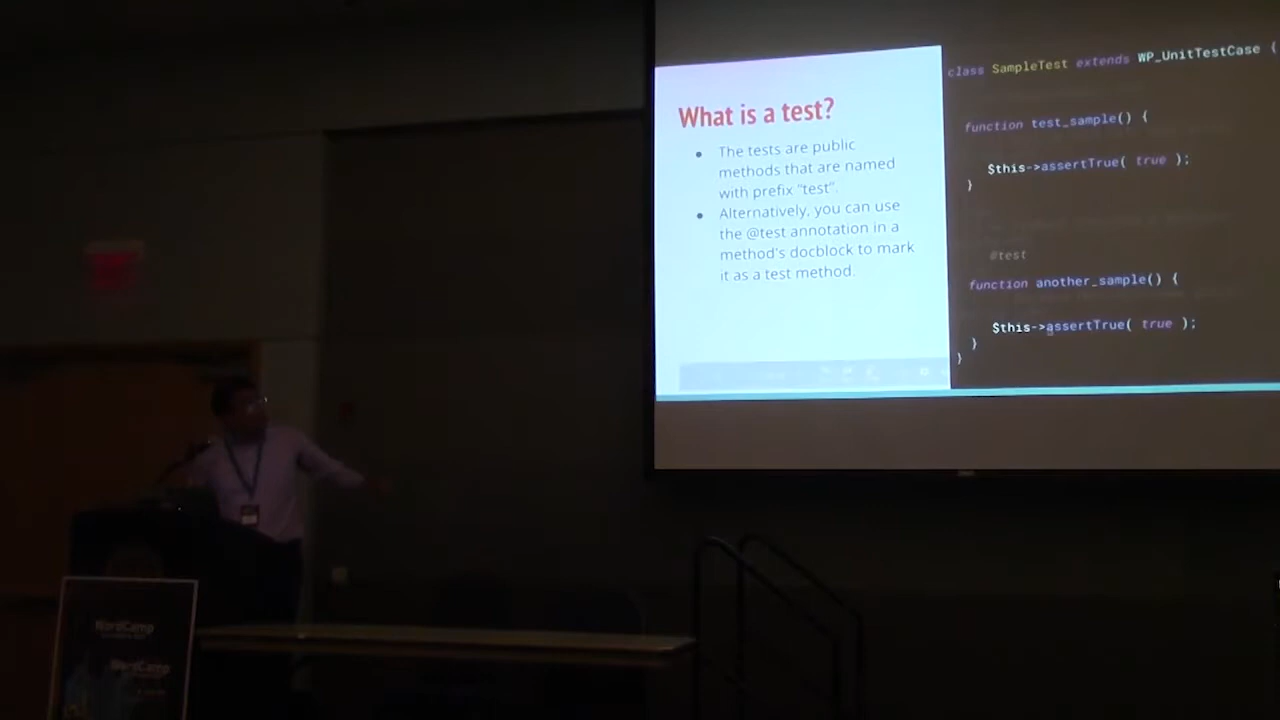 What is a test?
The tests are public
methods that are named
with prefix "test".
Alternatively, you can use
the @test annotation in a
method's docblock to mark
it as a test method.
class SampleTest extends WP_UnitTestCase {
function test_sample() {
$this->assertTrue( true );
}
#test
function another_sample() {
$this->assertTrue( true );
}
}
WordCamp
WordCamp